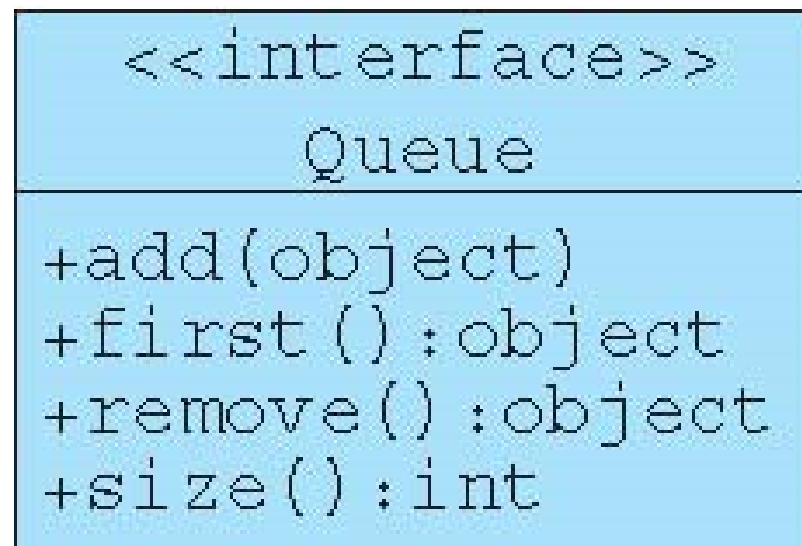 <<interface>>
Queue
+add(object)
+first():object
+remove():object
+size():int